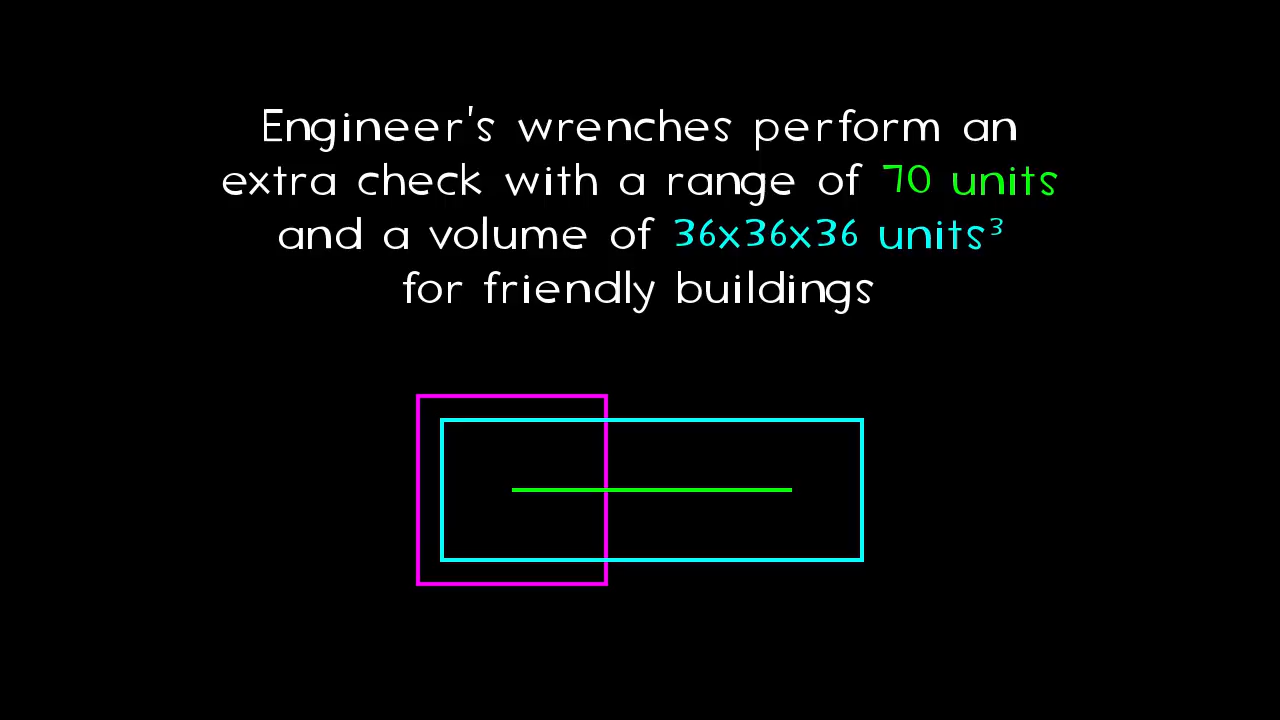 Engineer's wrenches perform an
extra check with a range of 70 units
and a volume of 36x36x36 units³
for friendly buildings